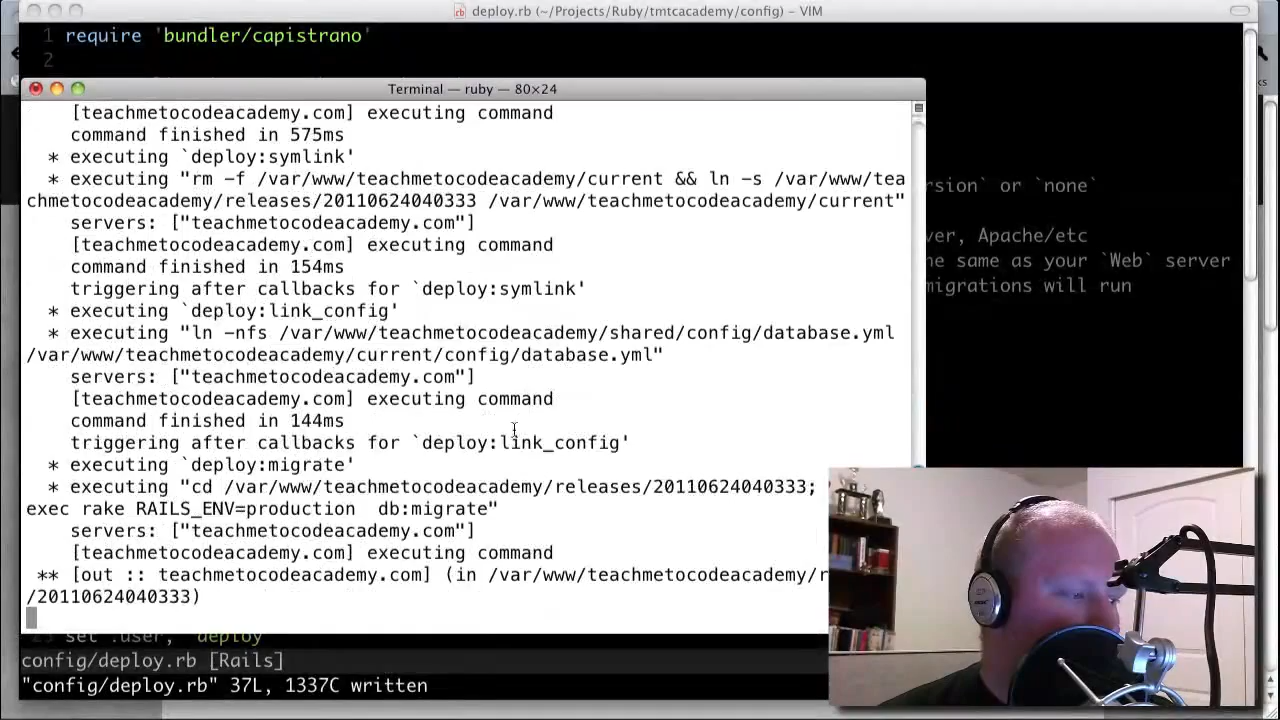 deploy.rb (~/Projects/Ruby/tmtcacademy/config) – VIM
1 require 'bundler/capistrano'
2
Terminal — ruby — 80×24
[teachmetocodeacademy.com] executing command
command finished in 575ms
* executing `deploy:symlink'
* executing "rm -f /var/www/teachmetocodeacademy/current && ln -s /var/www/tea
chmetocodeacademy/releases/20110624040333 /var/www/teachmetocodeacademy/current"
servers: ["teachmetocodeacademy.com"]
[teachmetocodeacademy.com] executing command
command finished in 154ms
triggering after callbacks for `deploy:symlink'
* executing `deploy:link_config'
* executing "ln -nfs /var/www/teachmetocodeacademy/shared/config/database.yml
/var/www/teachmetocodeacademy/current/config/database.yml"
servers: ["teachmetocodeacademy.com"]
[teachmetocodeacademy.com] executing command
command finished in 144ms
triggering after callbacks for `deploy:link_config'
* executing `deploy:migrate'
* executing "cd /var/www/teachmetocodeacademy/releases/20110624040333;
exec rake RAILS_ENV=production  db:migrate"
servers: ["teachmetocodeacademy.com"]
[teachmetocodeacademy.com] executing command
** [out :: teachmetocodeacademy.com] (in /var/www/teachmetocodeacademy/r
/20110624040333)
rsion` or `none`
ver, Apache/etc
he same as your `Web` server
migrations will run
set :user, deploy
config/deploy.rb [Rails]
"config/deploy.rb" 37L, 1337C written